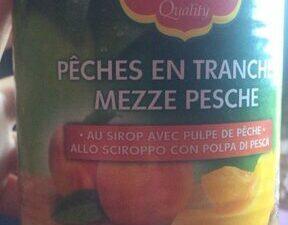 Quality
PÊCHES EN TRANCHE
MEZZE PESCHE
• AU SIROP AVEC PULPE DE PÊCHE •
ALLO SCIROPPO CON POLPA DI PESCA